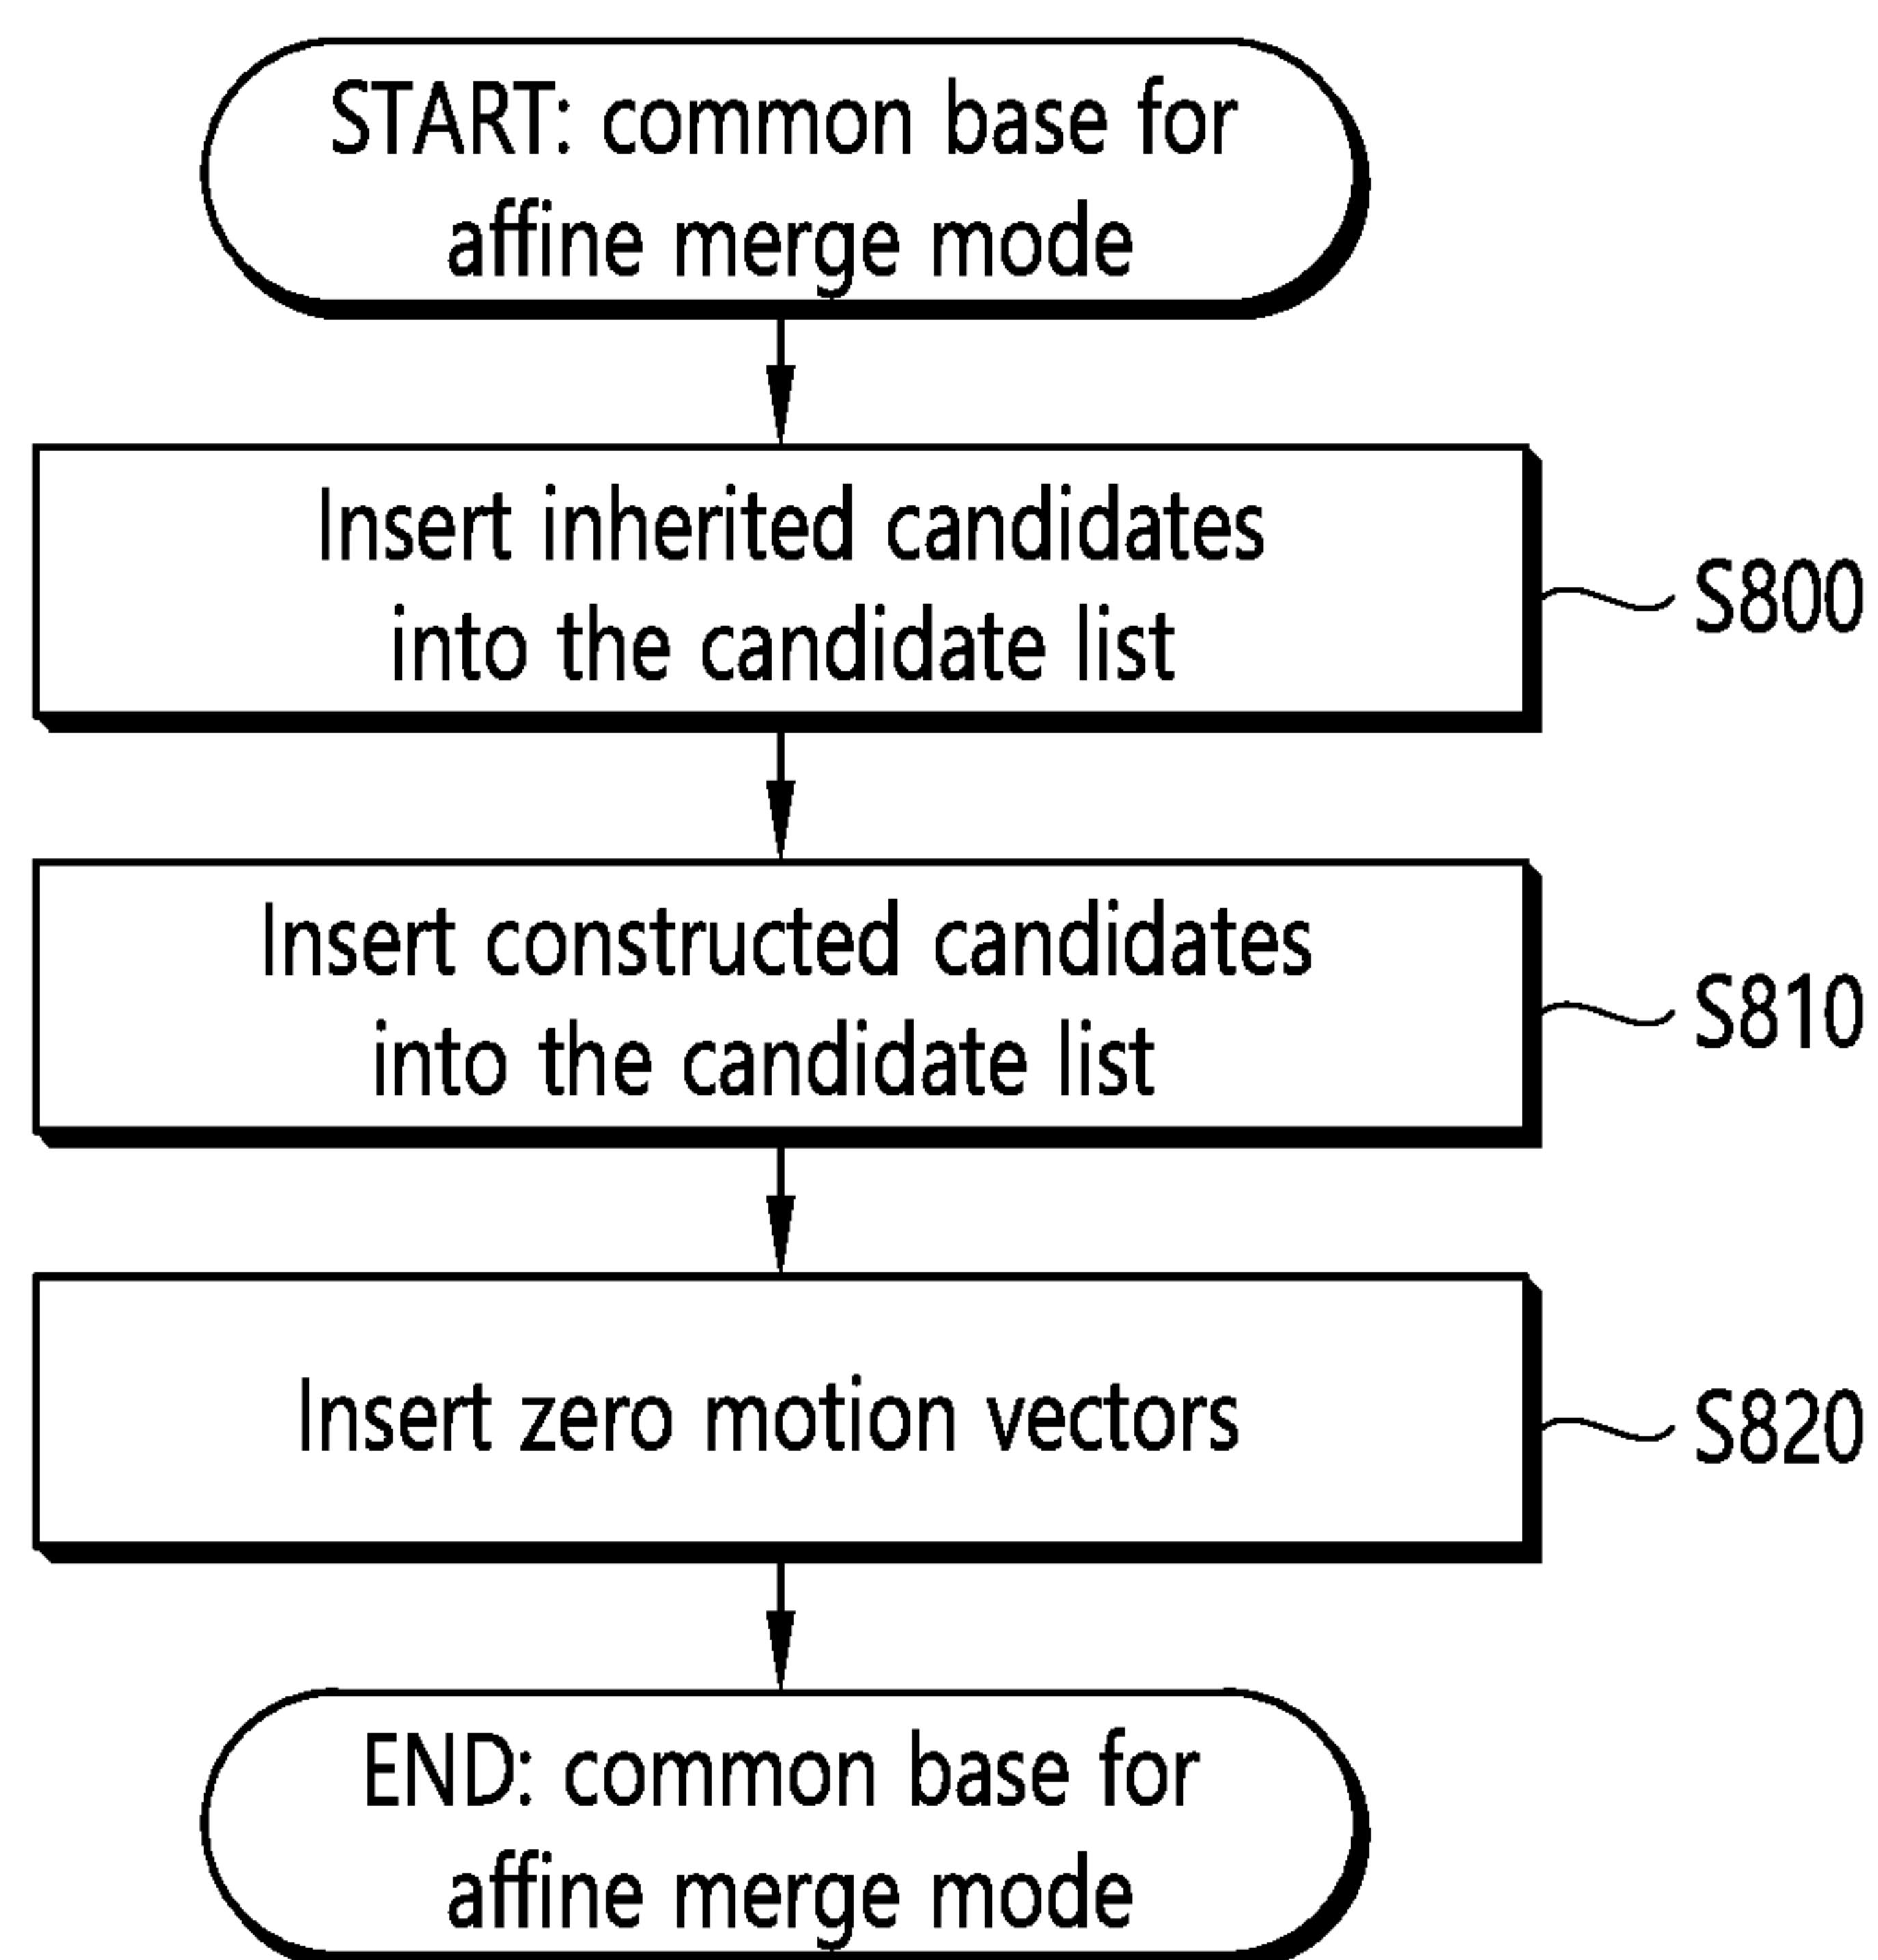 START: common base for
affine merge mode
Insert inherited candidates
into the candidate list
S800
Insert constructed candidates
into the candidate list
S810
Insert zero motion vectors
S820
END: common base for
affine merge mode